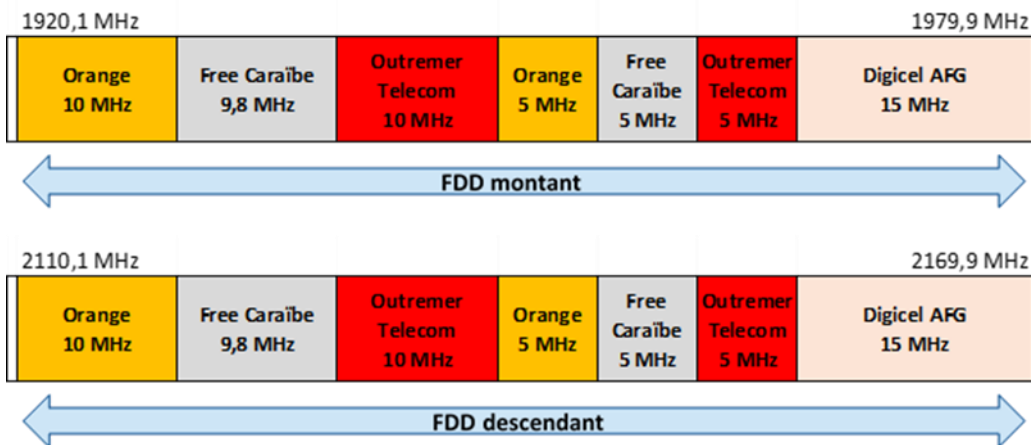 1920,1 MHz 1979,9 MHz
Orange
10 MHz
Free Caraïbe
9,8 MHz
Outremer
Telecom
10 MHz
Orange
5 MHz
Free
Caraïbe
5 MHz
Outremer
Telecom
5 MHz
Digicel AFG
15 MHz
FDD montant
2110,1 MHz 2169,9 MHz
Orange
10 MHz
Free Caraïbe
9,8 MHz
Outremer
Telecom
10 MHz
Orange
5 MHz
Free
Caraïbe
5 MHz
Outremer
Telecom
5 MHz
Digicel AFG
15 MHz
FDD descendant